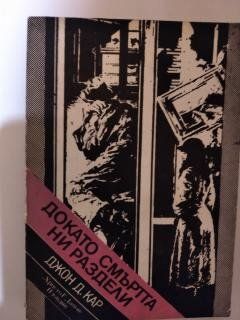 ДОКАТО СМЪРТТА
НИ РАЗДЕЛИ
ДЖОН Д. КАР